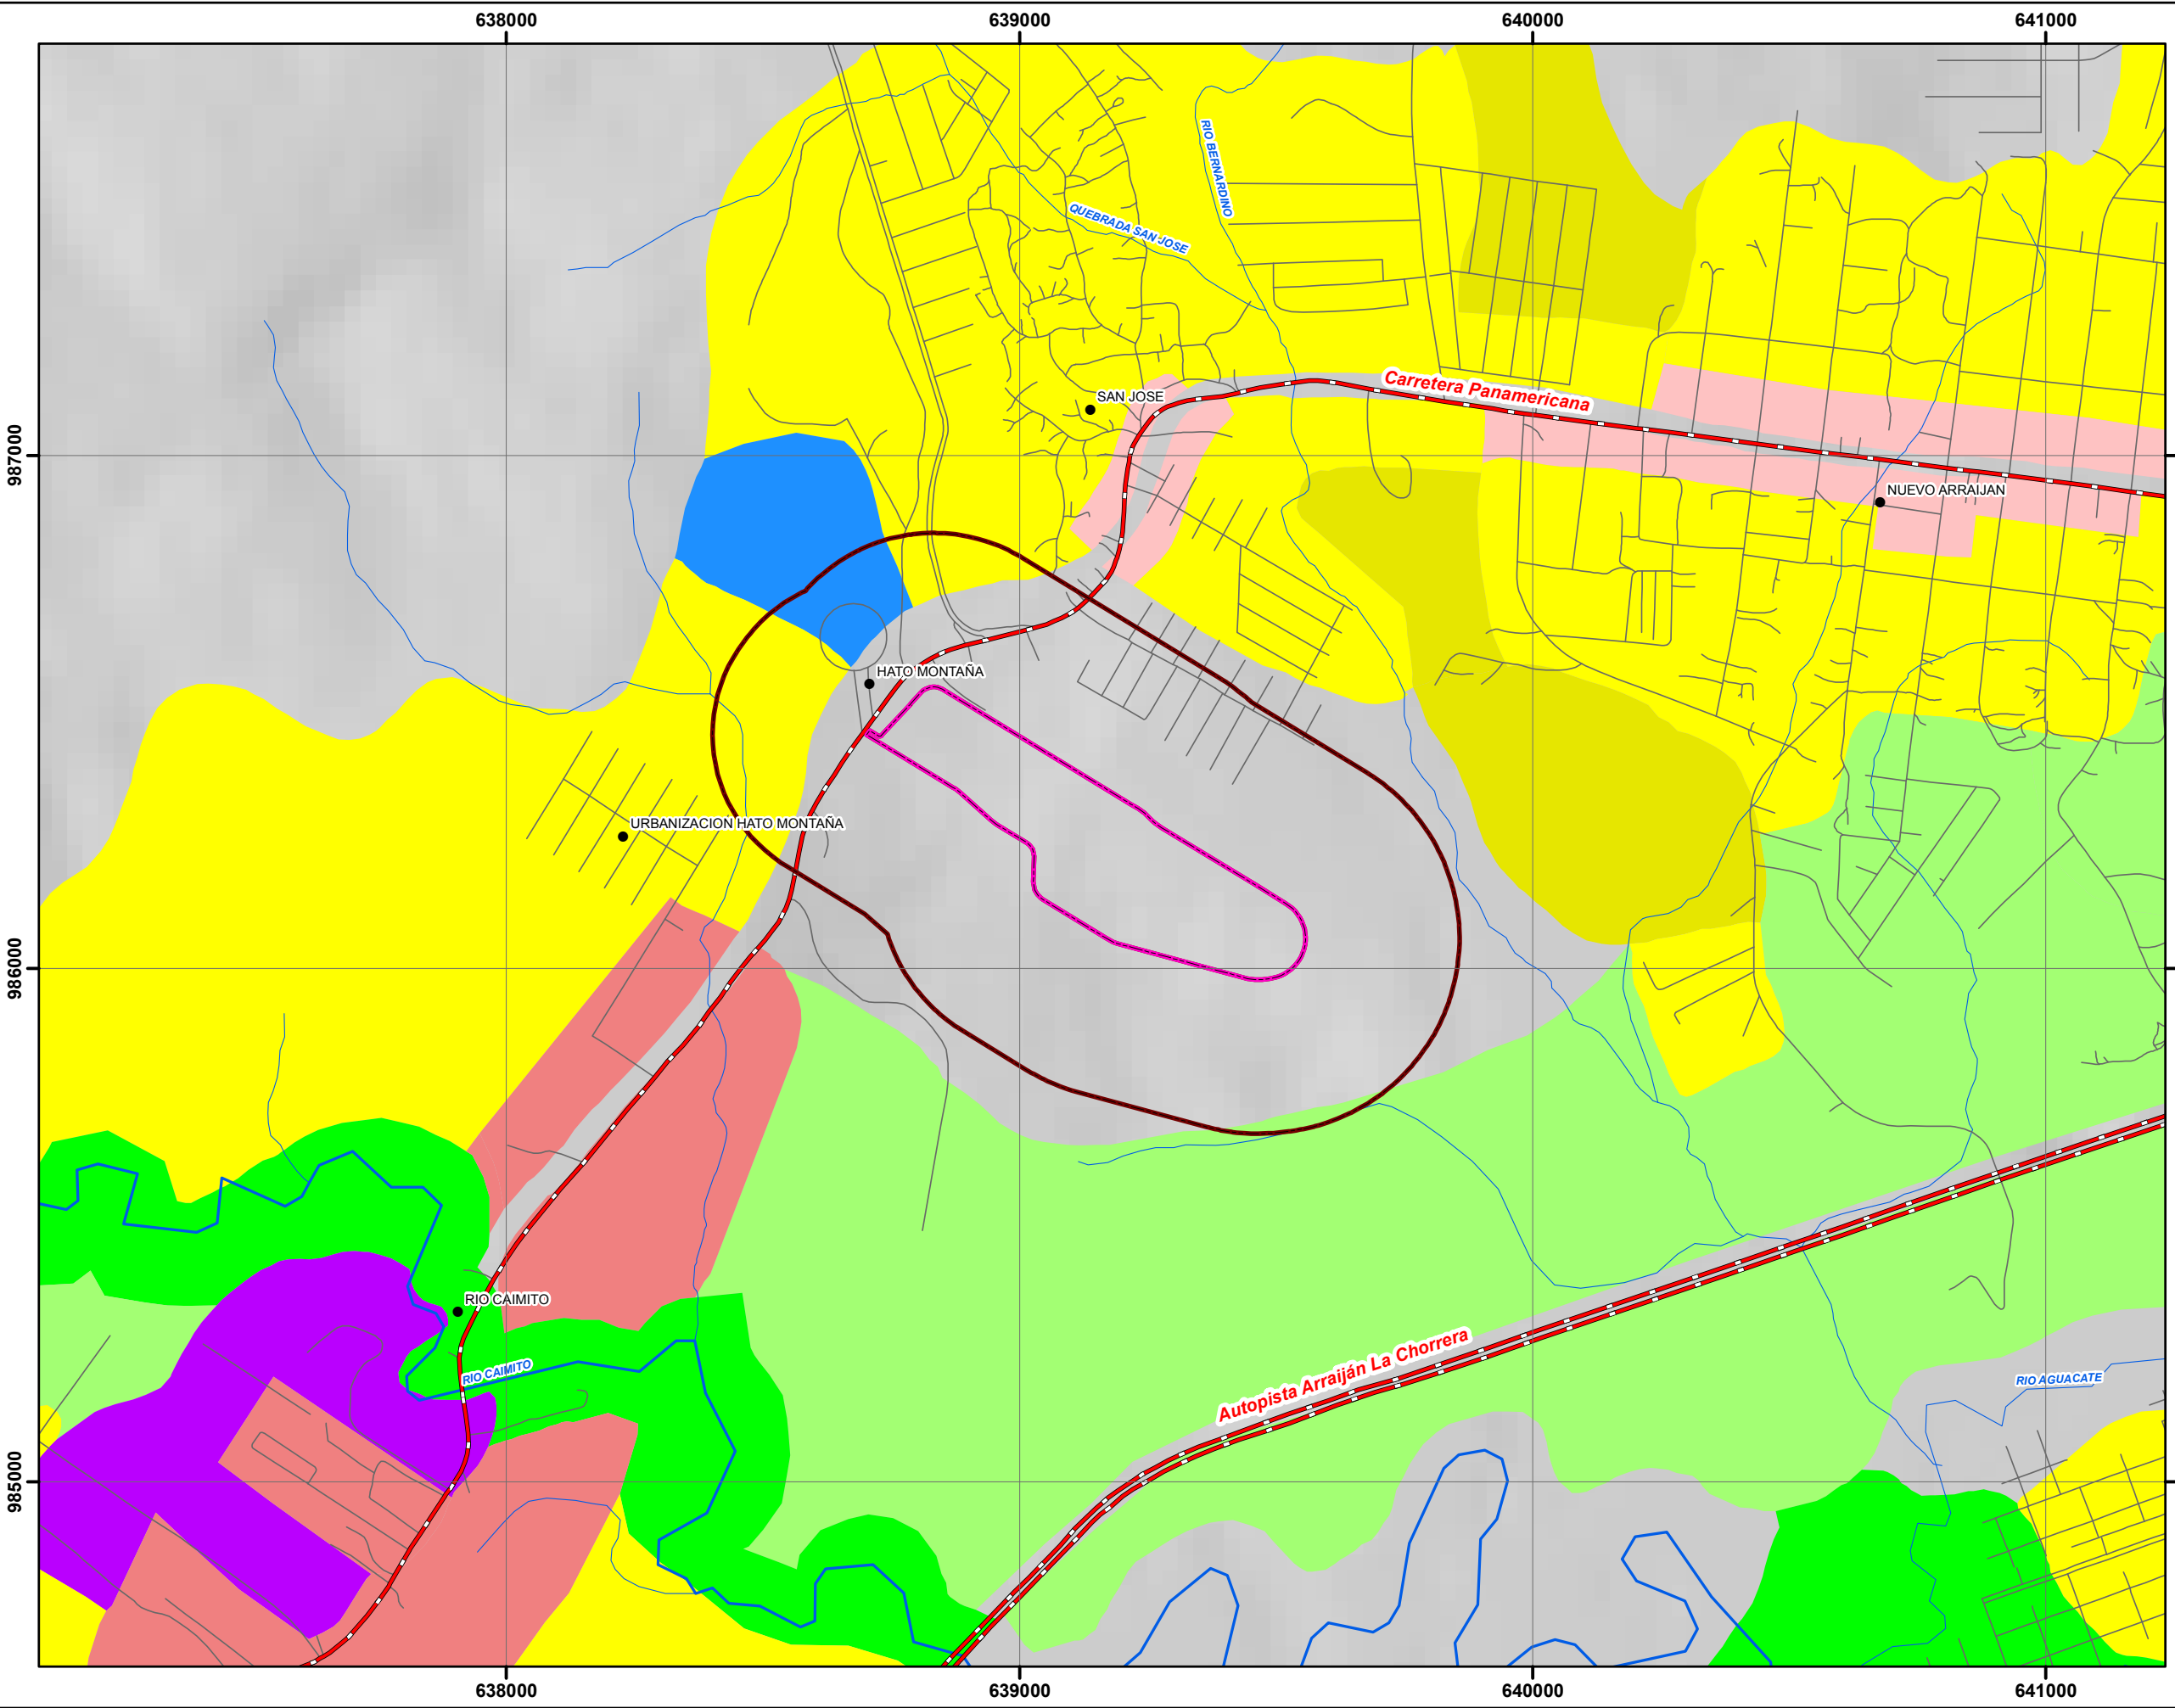 638000 639000 640000 641000
RIO BERNARDINO
QUEBRADA SAN JOSE
Carretera Panamericana
SAN JOSE
987000
NUEVO ARRAIJAN
HATO MONTAÑA
URBANIZACION HATO MONTAÑA
986000
RIO CAIMITO
RIO CAIMITO
Autopista Arraiján La Chorrera
RIO AGUACATE
985000
638000 639000 640000 641000